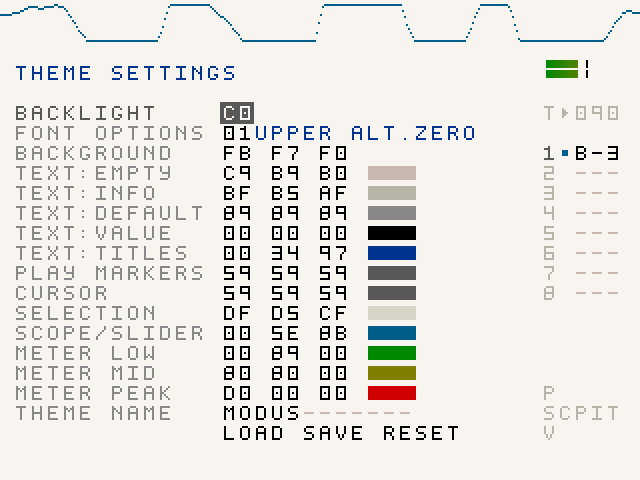 THEME SETTINGS
BACKLIGHT C0 T▸090
FONT OPTIONS 01UPPER ALT.ZERO
BACKGROUND FB F7 F0 1 B-3
TEXT:EMPTY C9 B9 B0 2 ---
TEXT:INFO BF B5 AF 3 ---
TEXT:DEFAULT 89 89 89 4 ---
TEXT:VALUE 00 00 00 5 ---
TEXT:TITLES 00 34 97 6 ---
PLAY MARKERS 59 59 59 7 ---
CURSOR 59 59 59 8 ---
SELECTION DF D5 CF
SCOPE/SLIDER 00 5E 8B
METER LOW 00 89 00
METER MID 80 80 00
METER PEAK D0 00 00 P
THEME NAME MODUS------- SCPIT
LOAD SAVE RESET V